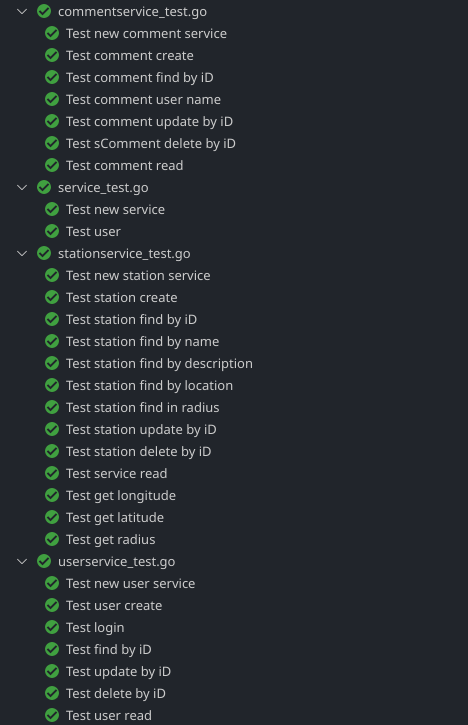 commentservice_test.go
Test new comment service
Test comment create
Test comment find by iD
Test comment user name
Test comment update by iD
Test sComment delete by iD
Test comment read
service_test.go
Test new service
Test user
stationservice_test.go
Test new station service
Test station create
Test station find by iD
Test station find by name
Test station find by description
Test station find by location
Test station find in radius
Test station update by iD
Test station delete by iD
Test service read
Test get longitude
Test get latitude
Test get radius
userservice_test.go
Test new user service
Test user create
Test login
Test find by iD
Test update by iD
Test delete by iD
Test user read